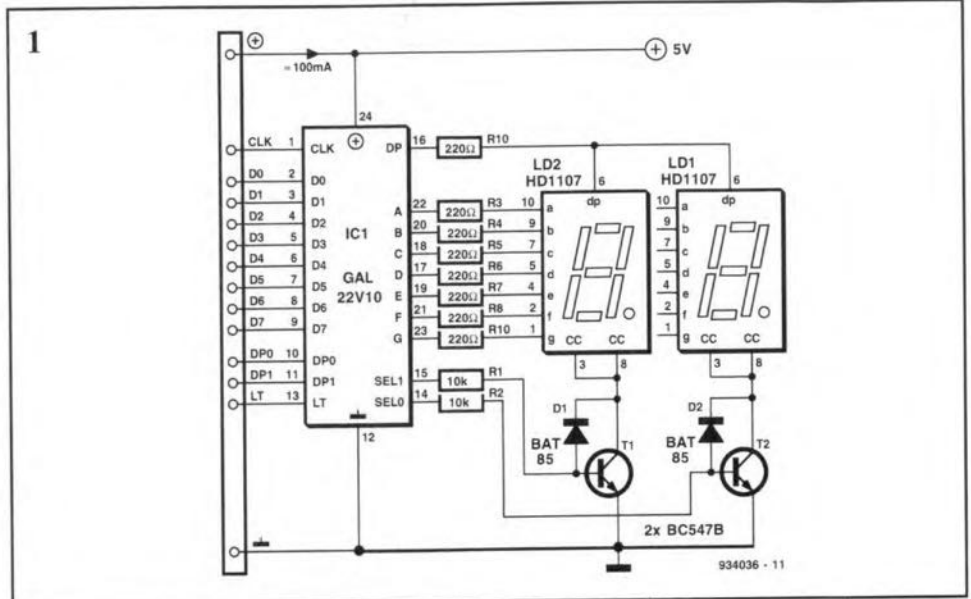 1
⊕
≈100mA
⊕ 5V
24
⊕
CLK 1 CLK DP 16 220Ω R10
LD2 LD1
HD1107 HD1107
6 6
dp dp
D0 2 D0
D1 3 D1
D2 4 D2
D3 5 D3
D4 6 D4
D5 7 D5
D6 8 D6
D7 9 D7
DP0 10 DP0
DP1 11 DP1
LT 13 LT
IC1
GAL
22V10
A 22 220Ω R3 10 a
B 20 220Ω R4 9 b
C 18 220Ω R5 7 c
D 17 220Ω R6 5 d
E 19 220Ω R7 4 e
F 21 220Ω R8 2 f
G 23 220Ω R10 1 g
10 a
9 b
7 c
5 d
4 e
2 f
1 g
CC CC CC CC
3 8 3 8
SEL1 15 10k R1
SEL0 14 10k R2
12
D1 D2
BAT BAT
85 85
T1 T2
2x BC547B
934036 - 11